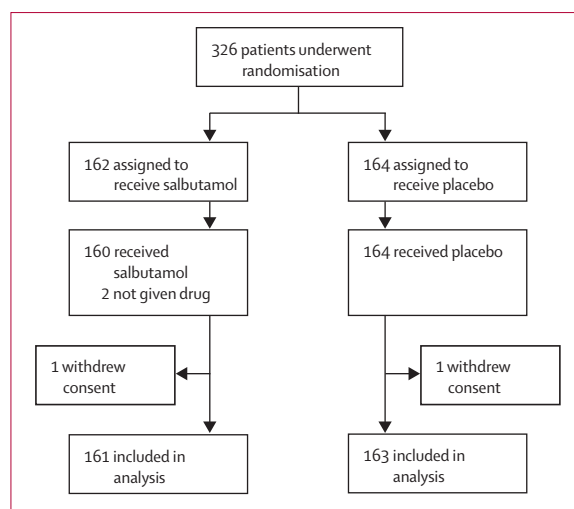 326 patients underwent
randomisation
162 assigned to
receive salbutamol
164 assigned to
receive placebo
160 received
salbutamol
2 not given drug
164 received placebo
1 withdrew
consent
1 withdrew
consent
161 included in
analysis
163 included in
analysis